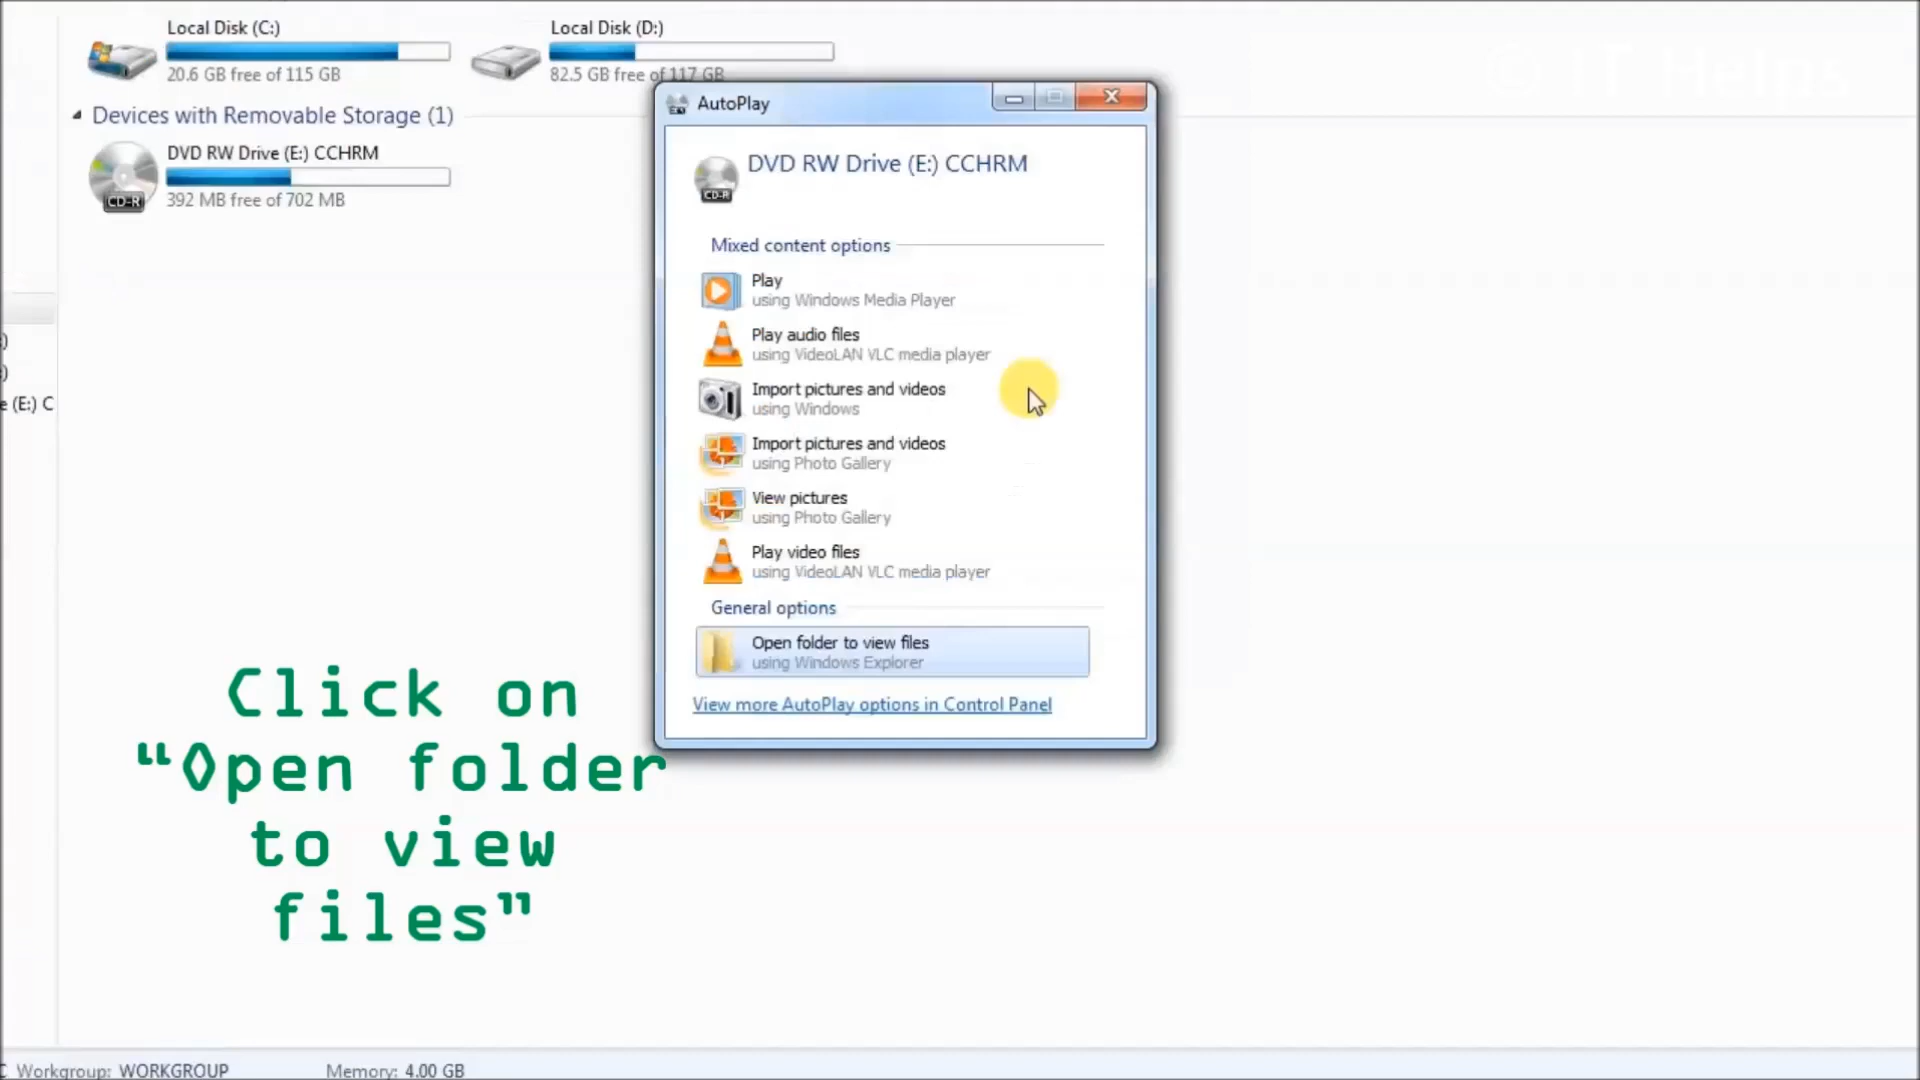 Local Disk (C:)
20.6 GB free of 115 GB
Local Disk (D:)
82.5 GB free of 117 GB
© IT Helps
Devices with Removable Storage (1)
DVD RW Drive (E:) CCHRM
392 MB free of 702 MB
CD-R
e (E:) C
AutoPlay
DVD RW Drive (E:) CCHRM
CD-R
Mixed content options
Play
using Windows Media Player
Play audio files
using VideoLAN VLC media player
Import pictures and videos
using Windows
Import pictures and videos
using Photo Gallery
View pictures
using Photo Gallery
Play video files
using VideoLAN VLC media player
General options
Open folder to view files
using Windows Explorer
View more AutoPlay options in Control Panel
Click on
“Open folder
to view
files”
Workgroup: WORKGROUP
Memory: 4.00 GB